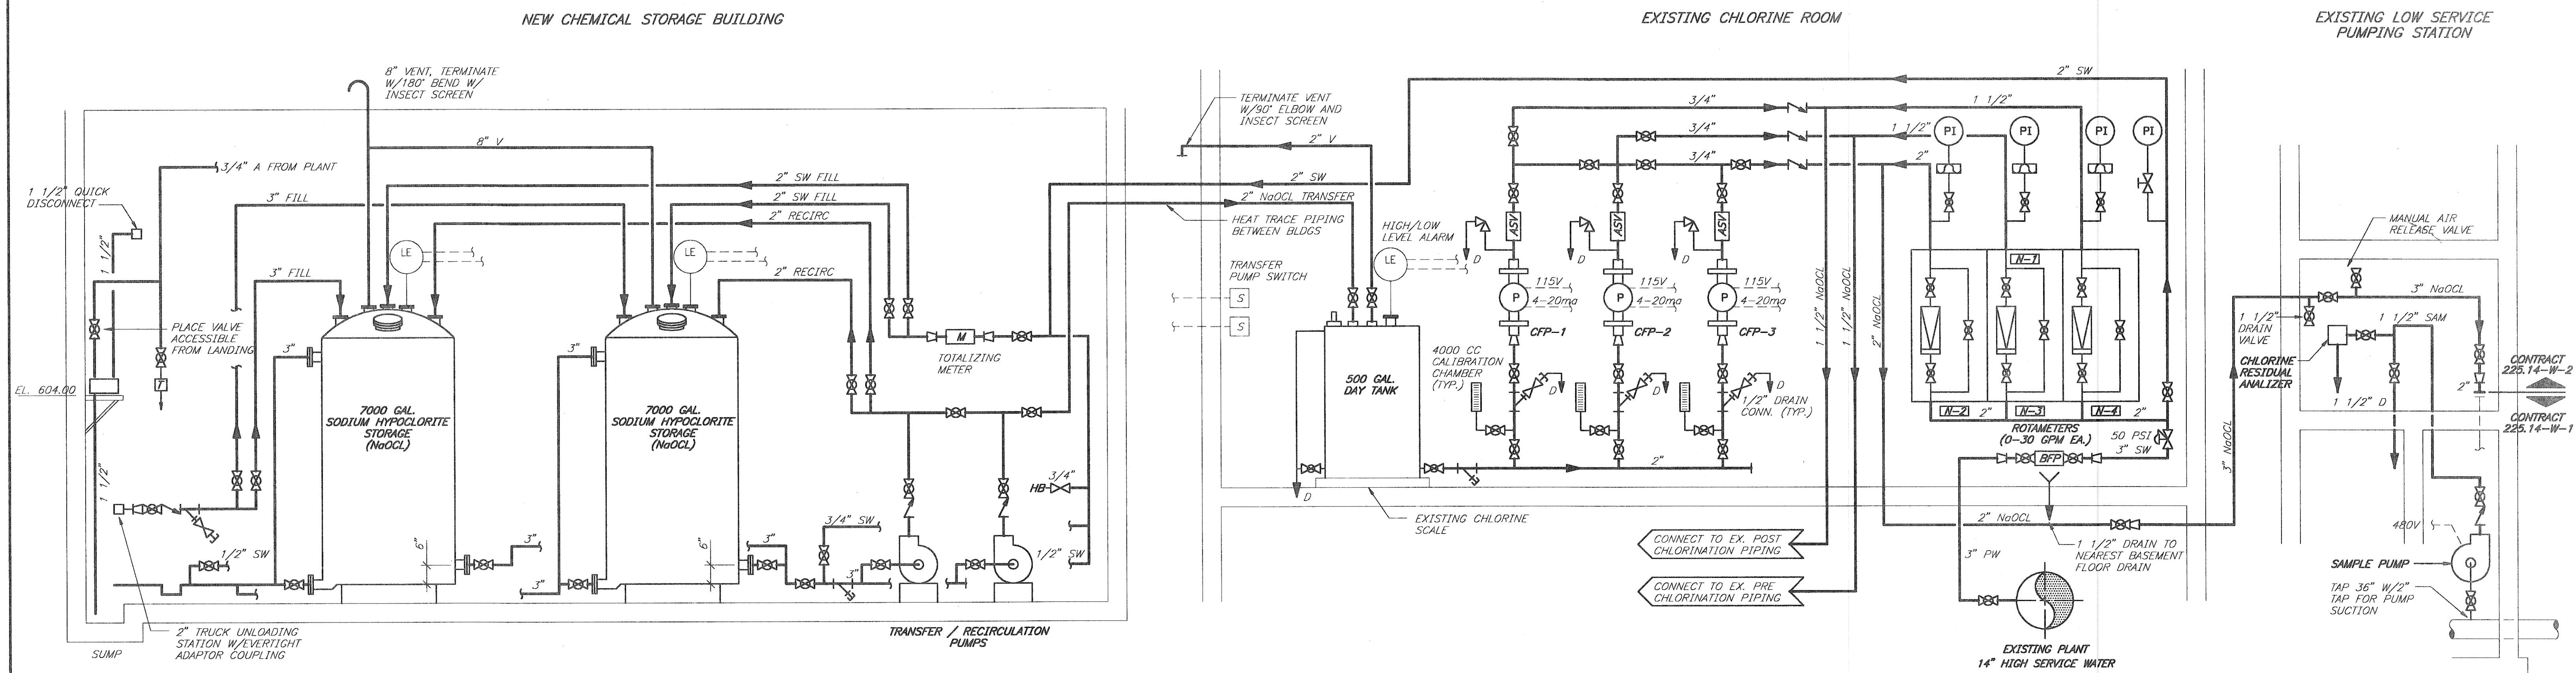 NEW CHEMICAL STORAGE BUILDING
EXISTING CHLORINE ROOM
EXISTING LOW SERVICE
PUMPING STATION
8" VENT, TERMINATE
W/180° BEND W/
INSECT SCREEN
8" V
3/4" A FROM PLANT
1 1/2" QUICK
DISCONNECT
1 1/2"
3" FILL
3" FILL
2" SW FILL
2" SW FILL
2" RECIRC
2" RECIRC
LE
LE
PLACE VALVE
ACCESSIBLE
FROM LANDING
T
EL. 604.00
1 1/2"
3"
3"
7000 GAL.
SODIUM HYPOCLORITE
STORAGE
(NaOCL)
7000 GAL.
SODIUM HYPOCLORITE
STORAGE
(NaOCL)
M
TOTALIZING
METER
3/4"
HB
1/2" SW
6"
3"
3"
3"
6"
3/4" SW
3"
1/2" SW
2" TRUCK UNLOADING
STATION W/EVERTIGHT
ADAPTOR COUPLING
SUMP
TRANSFER / RECIRCULATION
PUMPS
TERMINATE VENT
W/90° ELBOW AND
INSECT SCREEN
2" V
2" SW
2" SW
2" NaOCL TRANSFER
HEAT TRACE PIPING
BETWEEN BLDGS
HIGH/LOW
LEVEL ALARM
LE
TRANSFER
PUMP SWITCH
S
S
500 GAL.
DAY TANK
D
EXISTING CHLORINE
SCALE
4000 CC
CALIBRATION
CHAMBER
(TYP.)
3/4"
3/4"
3/4"
1 1/2"
1 1/2"
2"
ASV
ASV
ASV
D
D
D
P
P
P
115V
4-20ma
115V
4-20ma
115V
4-20ma
CFP-1
CFP-2
CFP-3
D
D
D
1/2" DRAIN
CONN. (TYP.)
2"
1 1/2" NaOCL
1 1/2" NaOCL
2" NaOCL
PI
PI
PI
PI
N-1
N-2
N-3
N-4
2"
2"
ROTAMETERS
(0-30 GPM EA.)
50 PSI
BFP
3" SW
2" NaOCL
3" PW
1 1/2" DRAIN TO
NEAREST BASEMENT
FLOOR DRAIN
CONNECT TO EX. POST
CHLORINATION PIPING
CONNECT TO EX. PRE
CHLORINATION PIPING
EXISTING PLANT
14" HIGH SERVICE WATER
MANUAL AIR
RELEASE VALVE
3" NaOCL
3" NaOCL
1 1/2"
DRAIN
VALVE
1 1/2" SAM
CHLORINE
RESIDUAL
ANALIZER
1 1/2" D
2"
CONTRACT
225.14-W-2
CONTRACT
225.14-W-1
480V
SAMPLE PUMP
TAP 36" W/2"
TAP FOR PUMP
SUCTION